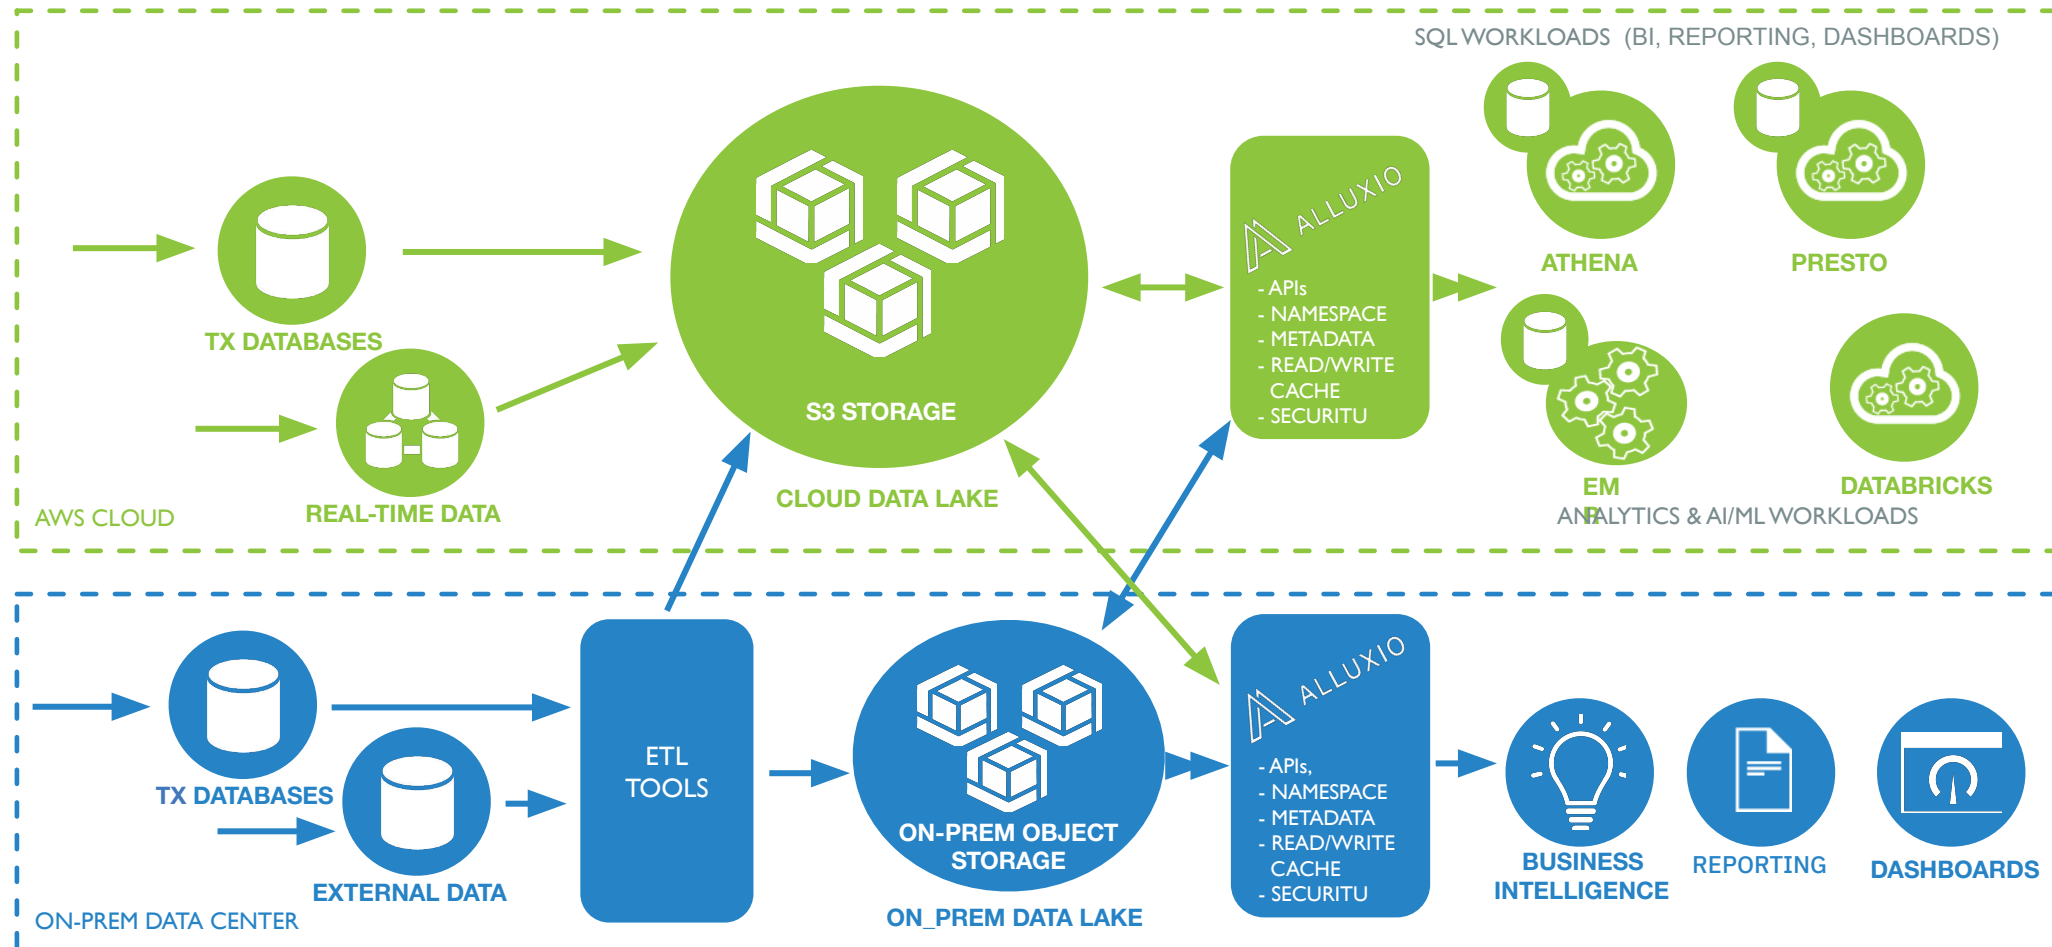 SQL WORKLOADS (BI, REPORTING, DASHBOARDS)
ALLUXIO
- APIs
- NAMESPACE
- METADATA
- READ/WRITE
CACHE
- SECURITU
ATHENA
PRESTO
TX DATABASES
S3 STORAGE
CLOUD DATA LAKE
REAL-TIME DATA
AWS CLOUD
EM
R
DATABRICKS
ANALYTICS & AI/ML WORKLOADS
TX DATABASES
EXTERNAL DATA
ON-PREM DATA CENTER
ETL
TOOLS
ON-PREM OBJECT
STORAGE
ON_PREM DATA LAKE
ALLUXIO
- APIs,
- NAMESPACE
- METADATA
- READ/WRITE
CACHE
- SECURITU
BUSINESS
INTELLIGENCE
REPORTING
DASHBOARDS